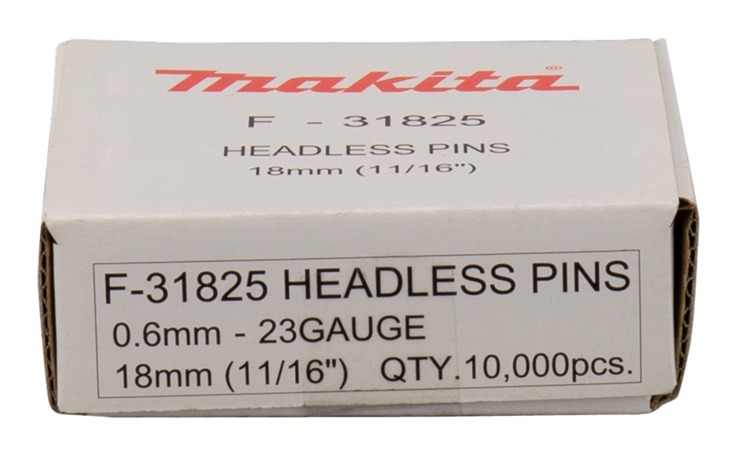 makita®
F - 31825
HEADLESS PINS
18mm (11/16")
F-31825 HEADLESS PINS
0.6mm - 23GAUGE
18mm (11/16") QTY.10,000pcs.